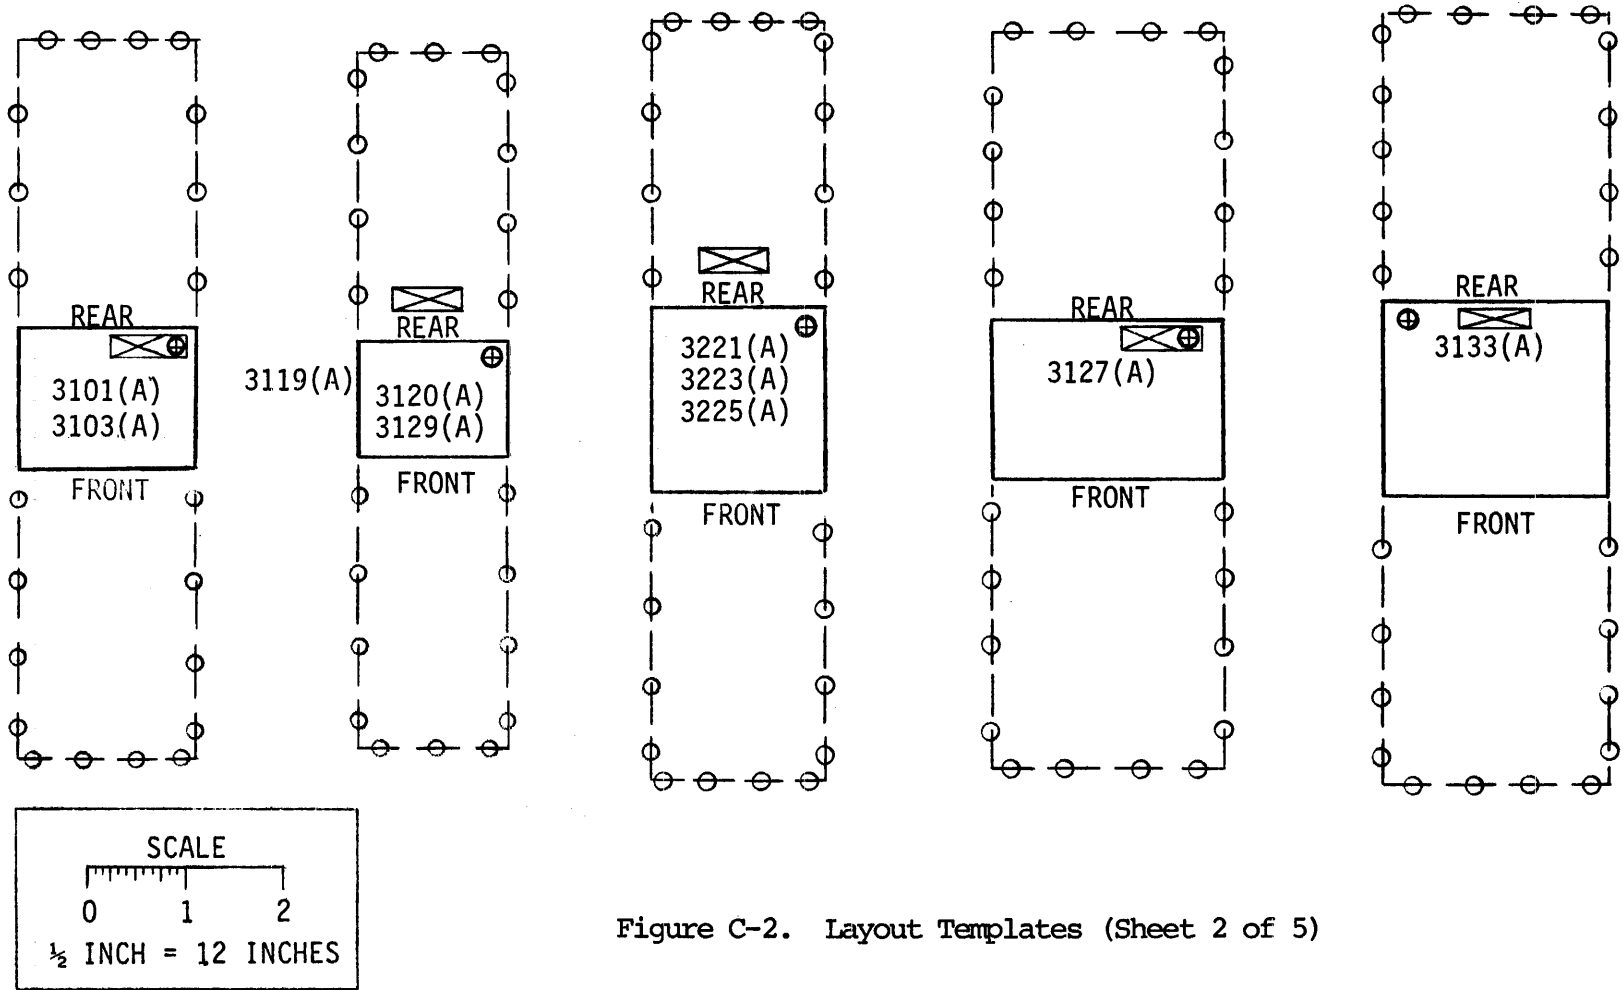 REAR
3101(A)
3103(A)
FRONT
3119(A)
REAR
3120(A)
3129(A)
FRONT
REAR
3221(A)
3223(A)
3225(A)
FRONT
REAR
3127(A)
FRONT
REAR
3133(A)
FRONT
SCALE
0 1 2
½ INCH = 12 INCHES
Figure C-2. Layout Templates (Sheet 2 of 5)